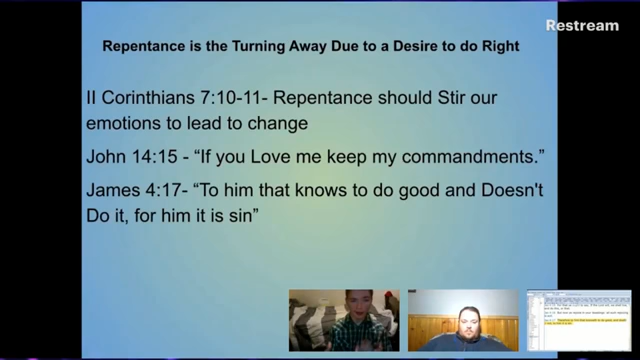 Restream
Repentance is the Turning Away Due to a Desire to do Right
II Corinthians 7:10-11- Repentance should Stir our
emotions to lead to change
John 14:15 - “If you Love me keep my commandments.”
James 4:17- “To him that knows to do good and Doesn't
Do it, for him it is sin”